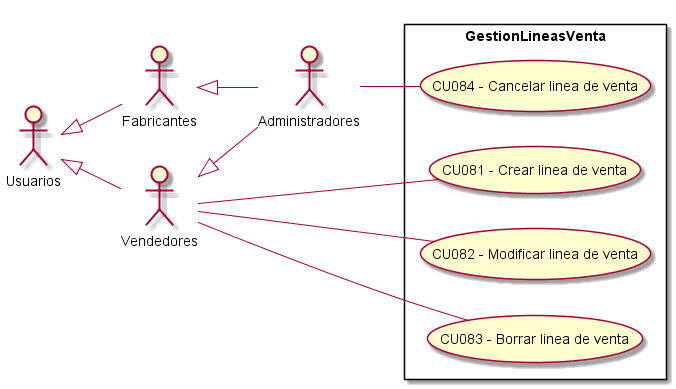 GestionLineasVenta
Fabricantes
Administradores
CU084 - Cancelar linea de venta
Usuarios
Vendedores
CU081 - Crear linea de venta
CU082 - Modificar linea de venta
CU083 - Borrar linea de venta